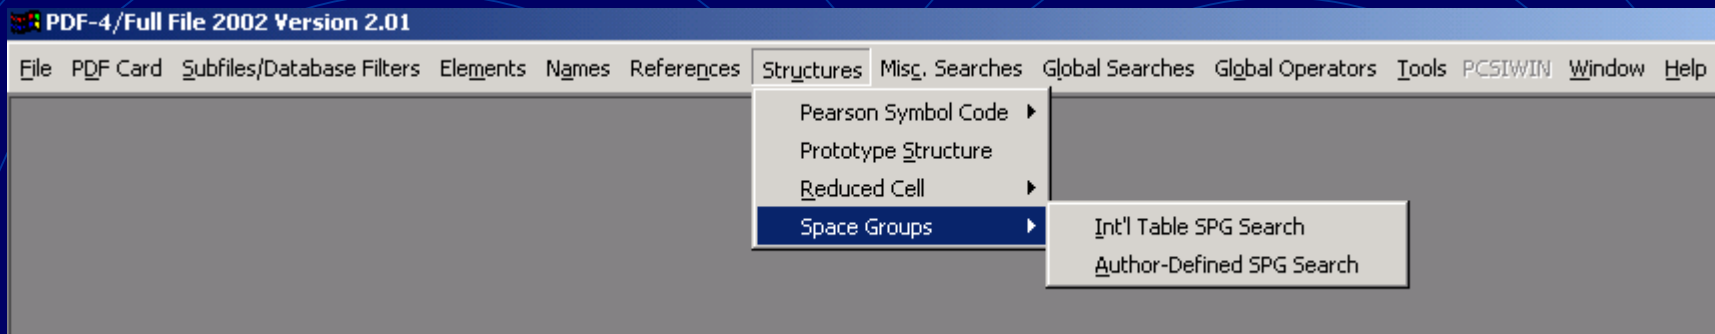 PDF-4/Full File 2002 Version 2.01
File PDF Card Subfiles/Database Filters Elements Names References Structures Misc. Searches Global Searches Global Operators Tools PCSIWIN Window Help
Pearson Symbol Code
Prototype Structure
Reduced Cell
Space Groups
Int'l Table SPG Search
Author-Defined SPG Search